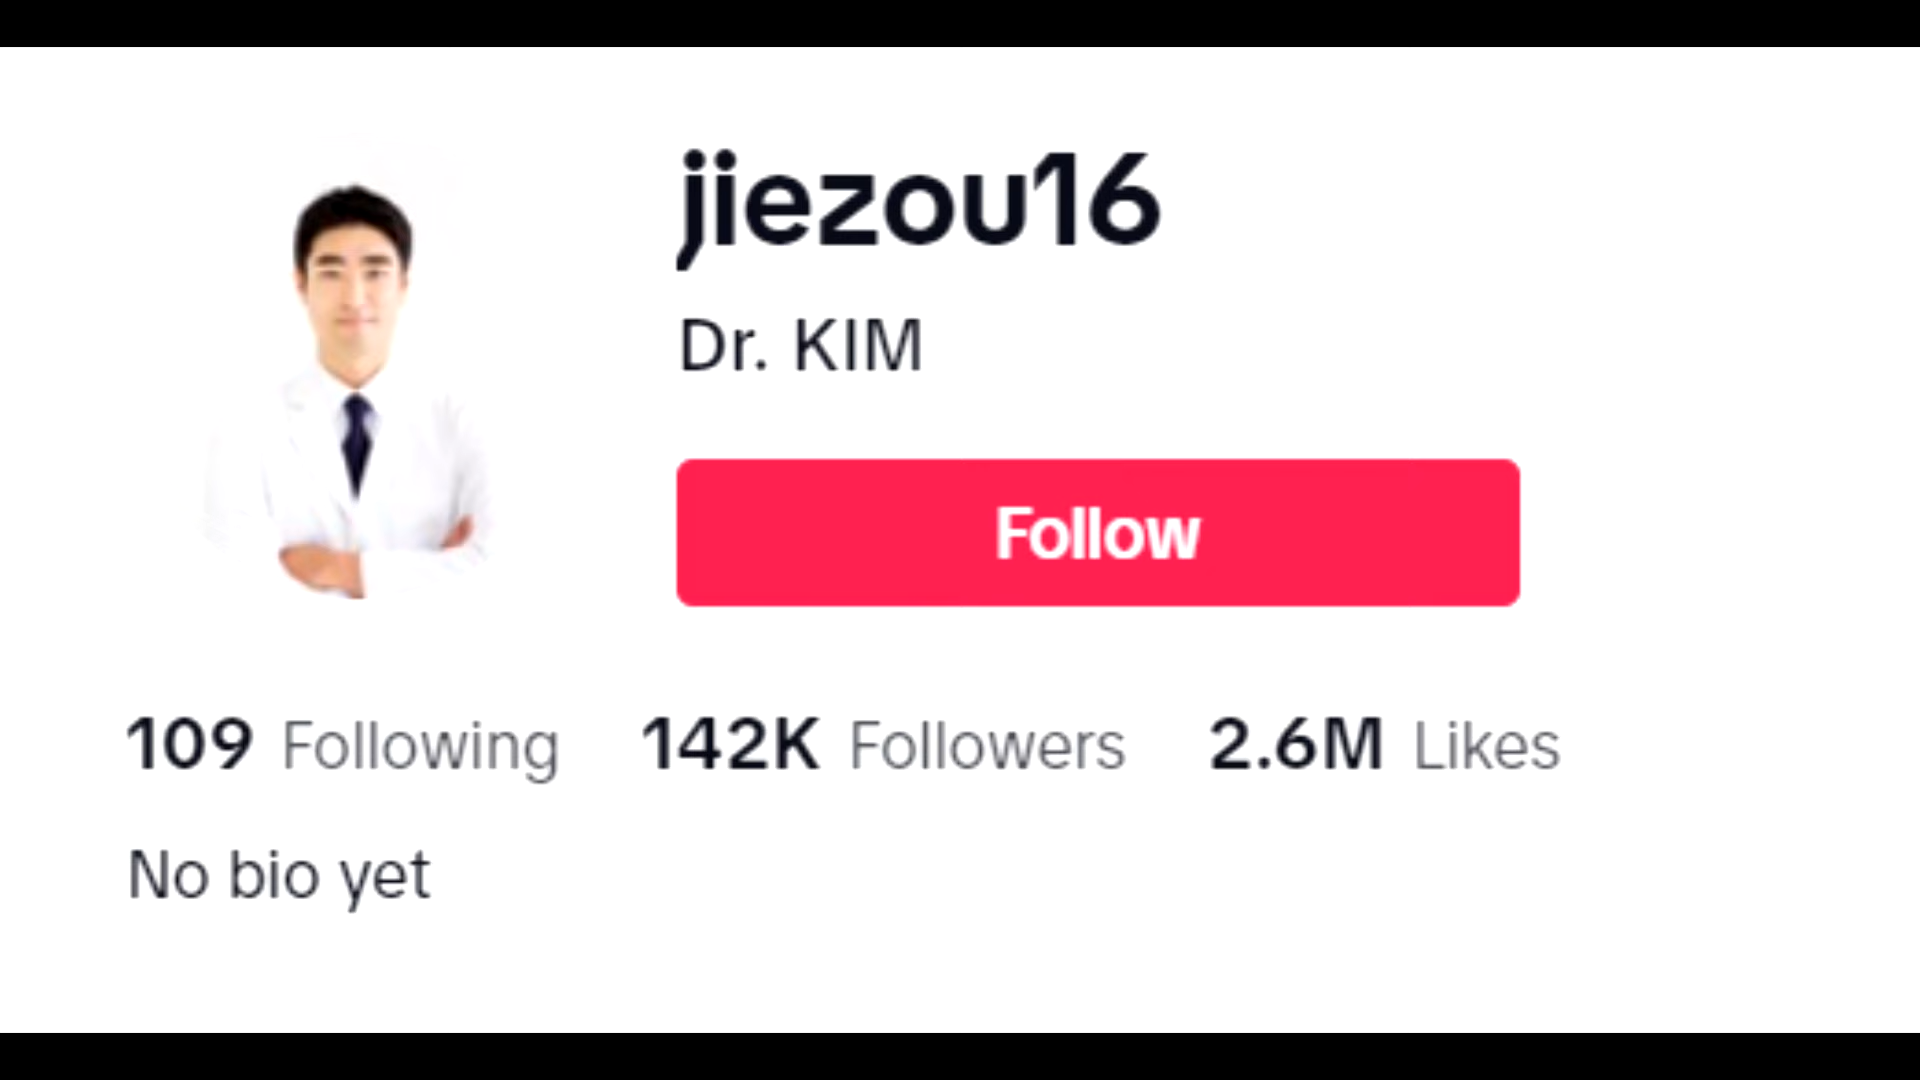 jiezou16
Dr. KIM
Follow
109 Following 142K Followers 2.6M Likes
No bio yet